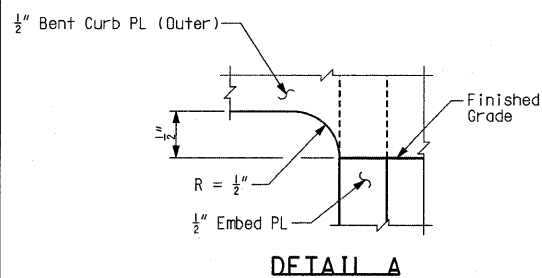 ½" Bent Curb PL (Outer)
Finished
Grade
½"
R = ½"
½" Embed PL
DETAIL A